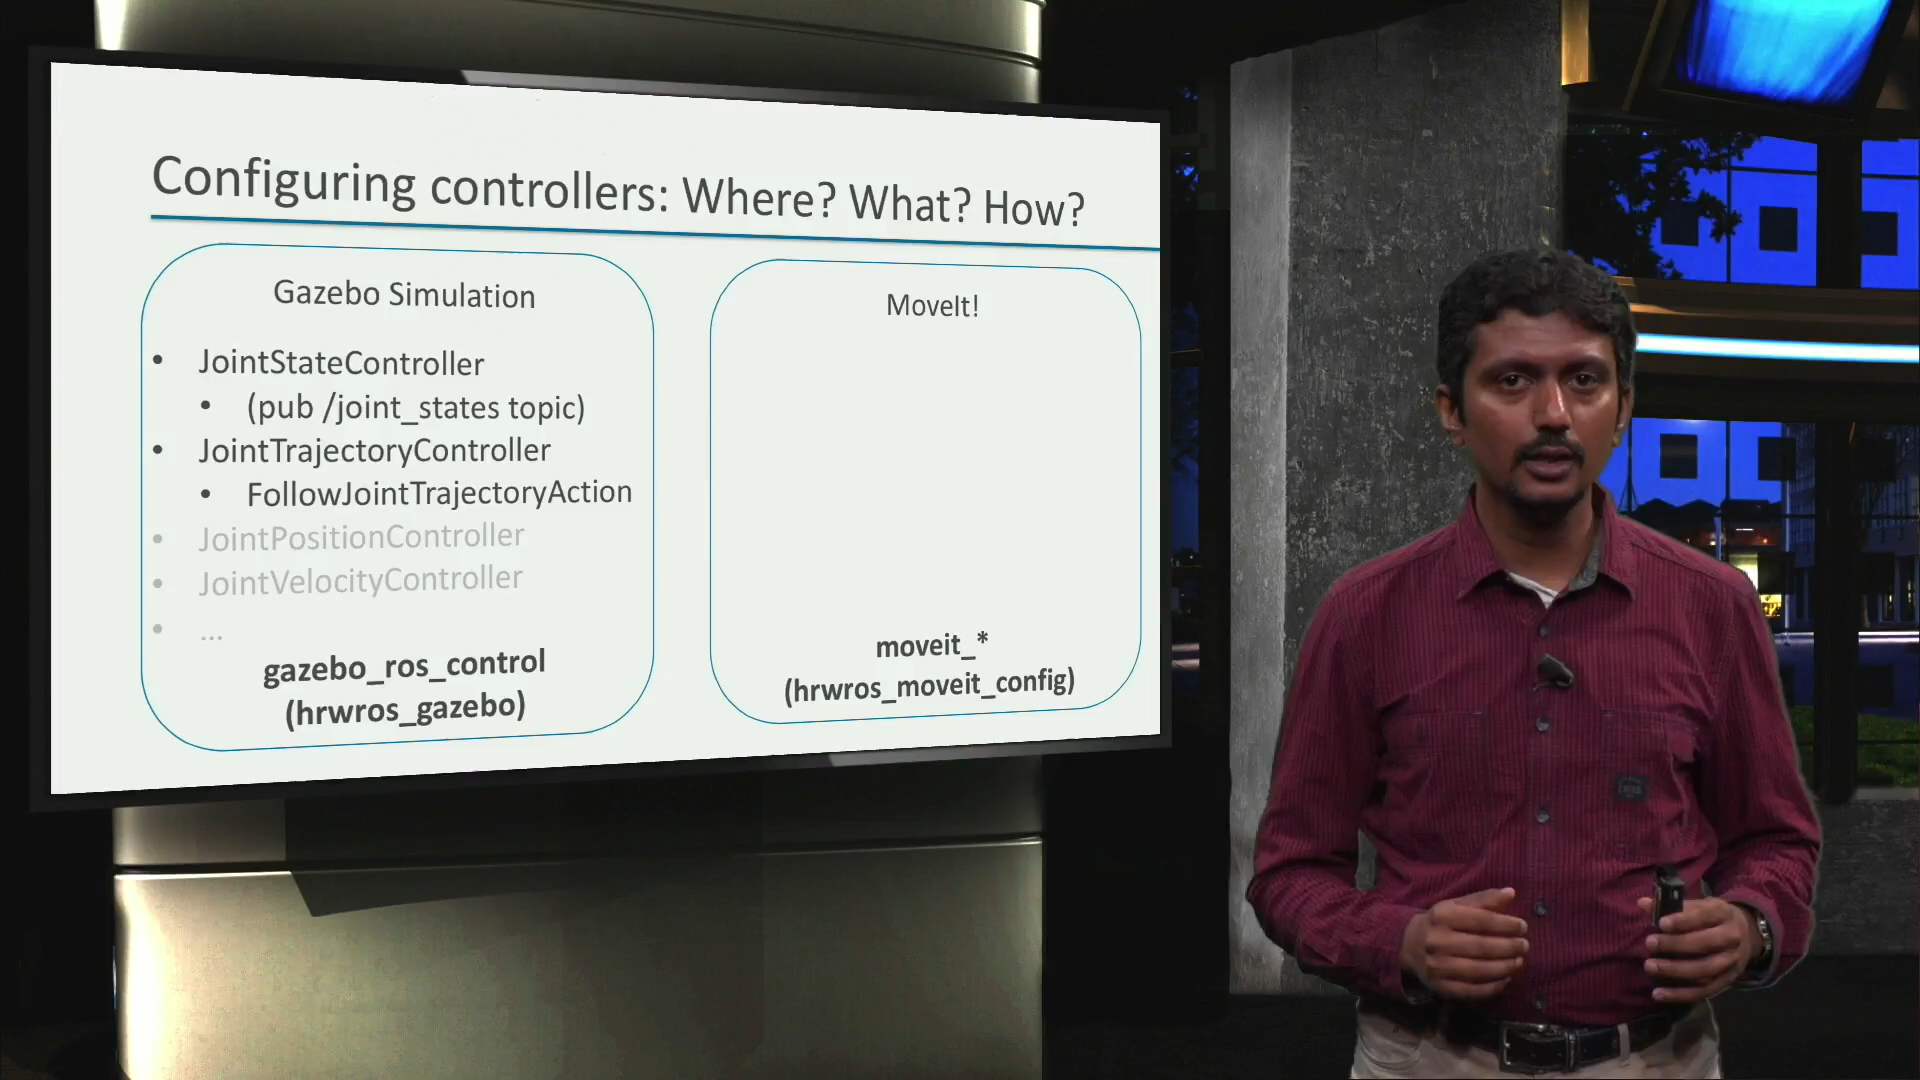 Configuring controllers: Where? What? How?
Gazebo Simulation
• JointStateController
• (pub /joint_states topic)
• JointTrajectoryController
• FollowJointTrajectoryAction
• JointPositionController
• JointVelocityController
• ...
gazebo_ros_control
(hrwros_gazebo)
MoveIt!
moveit_*
(hrwros_moveit_config)